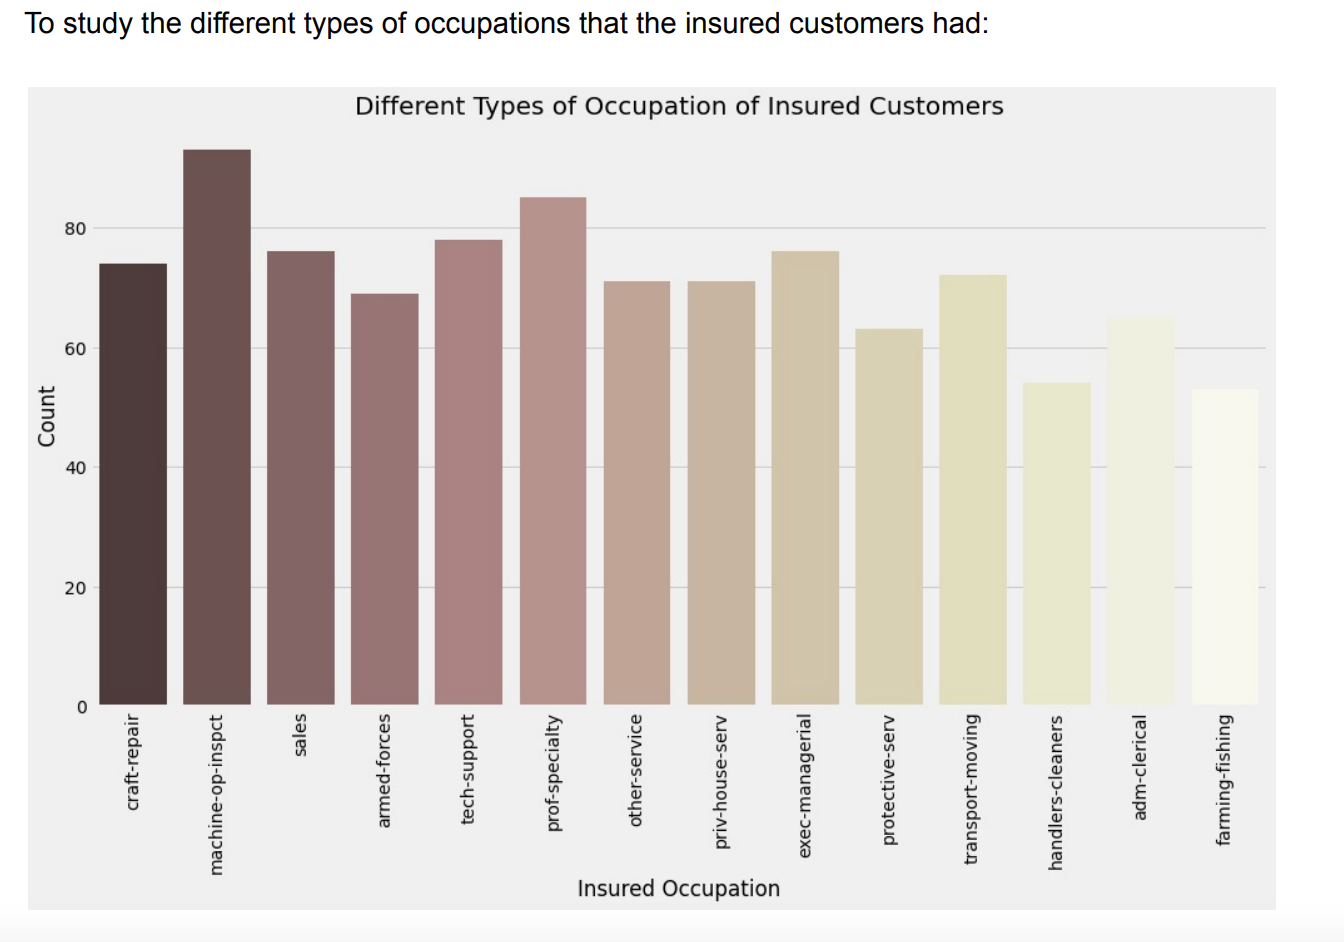 To study the different types of occupations that the insured customers had:
Different Types of Occupation of Insured Customers
80
60
40
20
0
Count
craft-repair
machine-op-inspct
sales
armed-forces
tech-support
prof-specialty
other-service
priv-house-serv
exec-managerial
protective-serv
transport-moving
handlers-cleaners
adm-clerical
farming-fishing
Insured Occupation